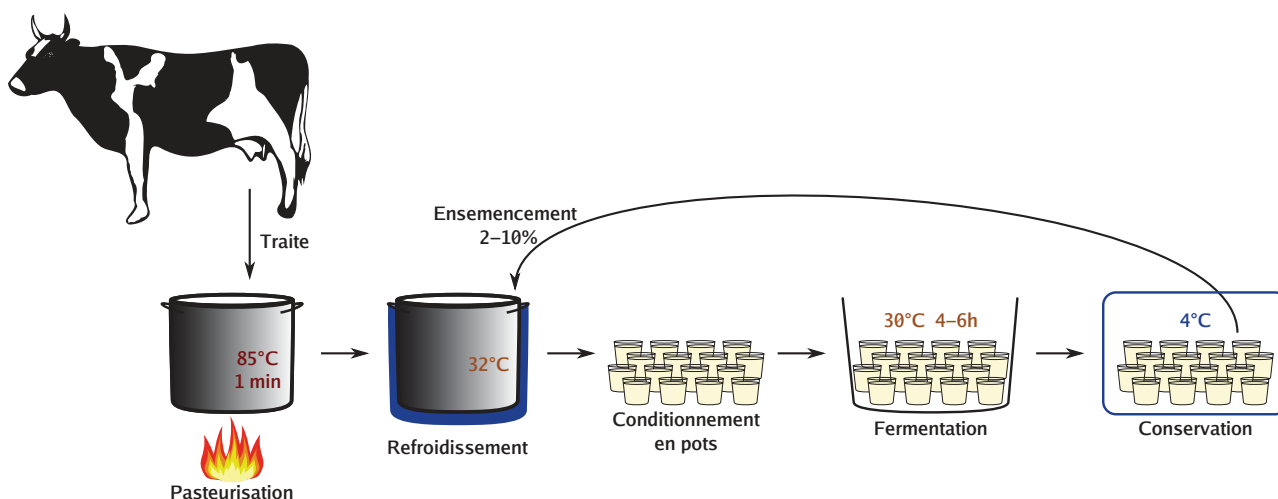 Traite
Ensemencement
2–10%
85°C
1 min
Pasteurisation
32°C
Refroidissement
Conditionnement
en pots
30°C 4–6h
Fermentation
4°C
Conservation